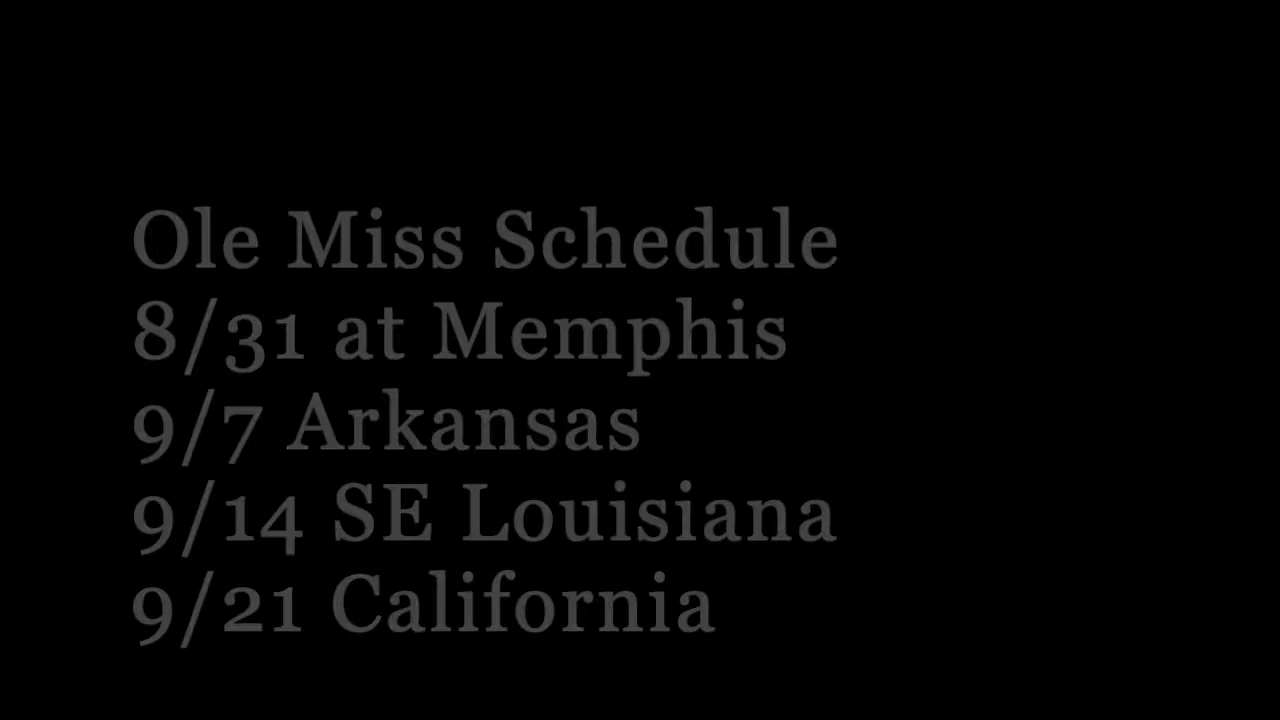 Ole Miss Schedule
8/31 at Memphis
9/7 Arkansas
9/14 SE Louisiana
9/21 California